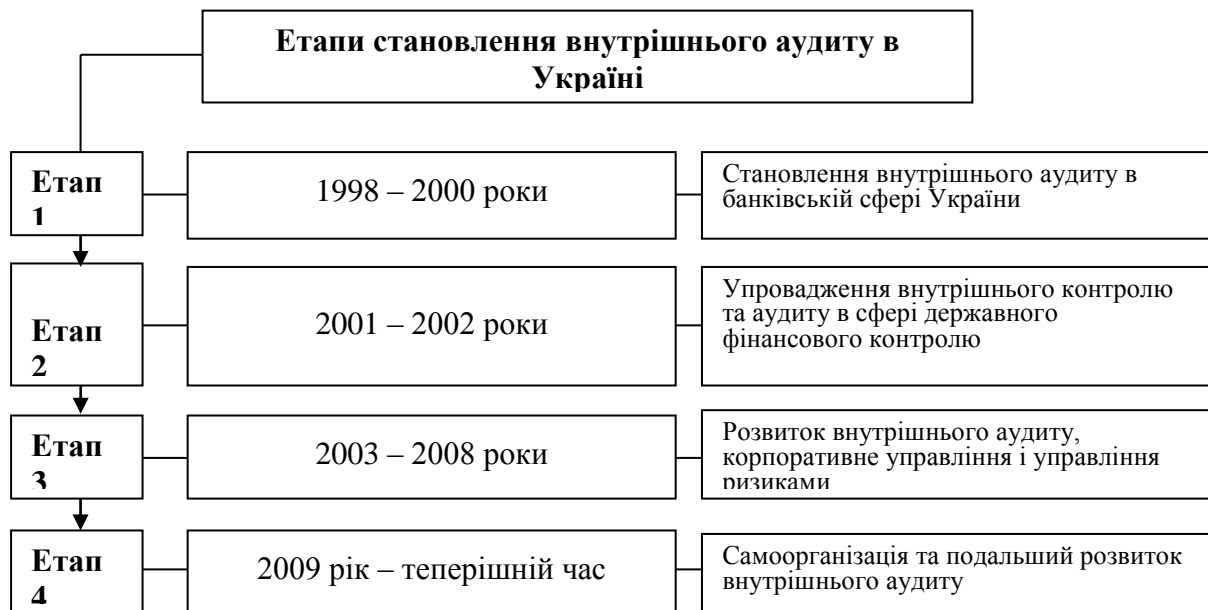 Етапи становлення внутрішнього аудиту в
Україні
Етап
1
1998 – 2000 роки
Становлення внутрішнього аудиту в
банківській сфері України
Етап
2
2001 – 2002 роки
Упровадження внутрішнього контролю
та аудиту в сфері державного
фінансового контролю
Етап
3
2003 – 2008 роки
Розвиток внутрішнього аудиту,
корпоративне управління і управління
ризиками
Етап
4
2009 рік – теперішній час
Самоорганізація та подальший розвиток
внутрішнього аудиту